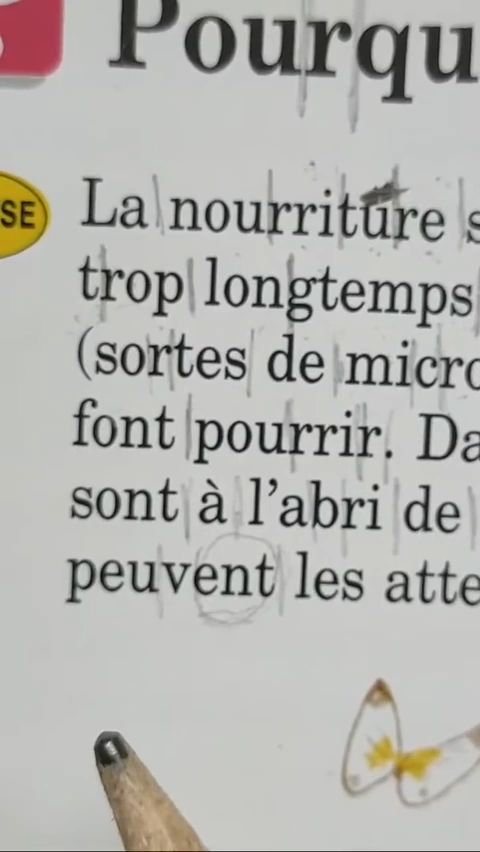 Pourqu
SE
La nourriture s
trop longtemps
(sortes de micro
font pourrir. Da
sont à l'abri de
peuvent les atte